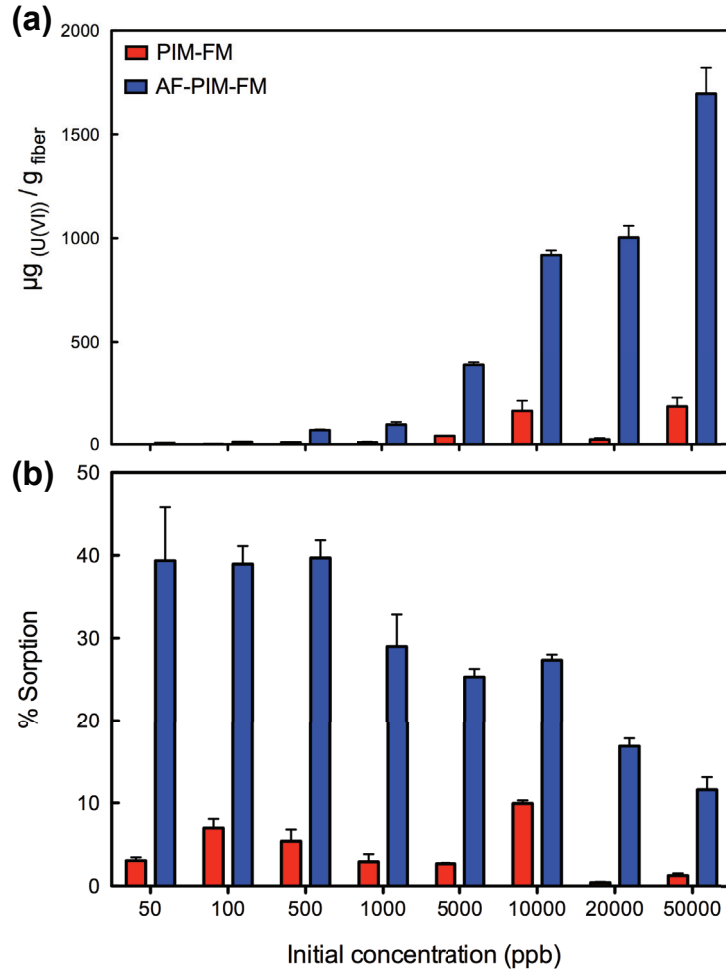 (a)
2000
1500
1000
500
0
µg (U(VI)) / g fiber
PIM-FM
AF-PIM-FM
(b)
50
40
30
20
10
0
% Sorption
50 100 500 1000 5000 10000 20000 50000
Initial concentration (ppb)